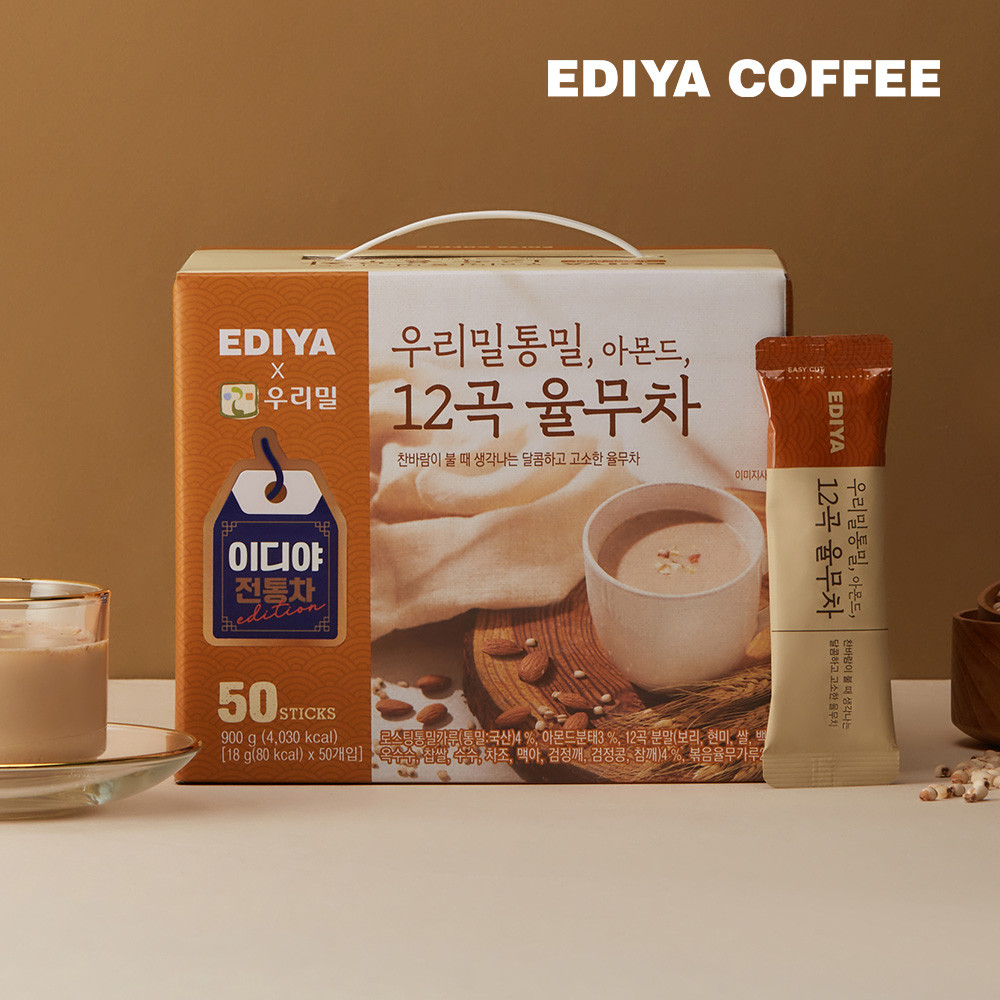 EDIYA COFFEE
EDIYA
X
우리밀
이디야
전통차
edition
50 STICKS
900 g (4,030 kcal)
[18 g(80 kcal) x 50개입]
우리밀통밀, 아몬드,
12곡 율무차
찬바람이 불 때 생각나는 달콤하고 고소한 율무차
이미지사
로스팅통밀가루(통밀:국산)4 %, 아몬드분태3 %, 12곡 분말(보리, 현미, 쌀, 백
옥수수, 찹쌀, 수수, 차조, 맥아, 검정깨, 검정콩, 참깨)4 %, 볶음율무가루2
EASY CUT
EDIYA
우리밀통밀, 아몬드,
12곡 율무차
찬바람이 불 때 생각나는
달콤하고 고소한 율무차